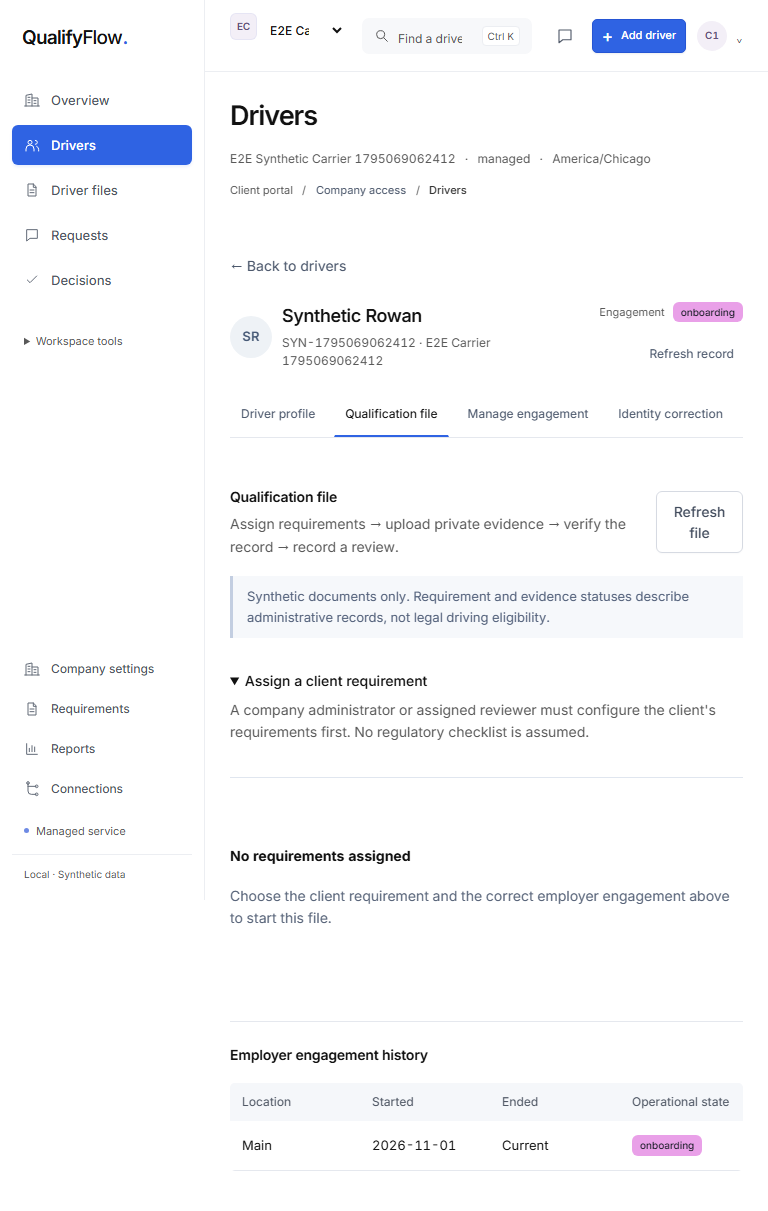 QualifyFlow.
Overview
Drivers
Driver files
Requests
Decisions
Workspace tools
Company settings
Requirements
Reports
Connections
Managed service
Local · Synthetic data
EC
E2E Ca
Find a drive
Ctrl K
+ Add driver
C1
Drivers
E2E Synthetic Carrier 1795069062412 · managed · America/Chicago
Client portal / Company access / Drivers
← Back to drivers
SR
Synthetic Rowan
SYN-1795069062412 · E2E Carrier
1795069062412
Engagement onboarding
Refresh record
Driver profile
Qualification file
Manage engagement
Identity correction
Qualification file
Assign requirements → upload private evidence → verify the
record → record a review.
Refresh
file
Synthetic documents only. Requirement and evidence statuses describe
administrative records, not legal driving eligibility.
Assign a client requirement
A company administrator or assigned reviewer must configure the client's
requirements first. No regulatory checklist is assumed.
No requirements assigned
Choose the client requirement and the correct employer engagement above
to start this file.
Employer engagement history
Location Started Ended Operational state
Main 2026-11-01 Current onboarding